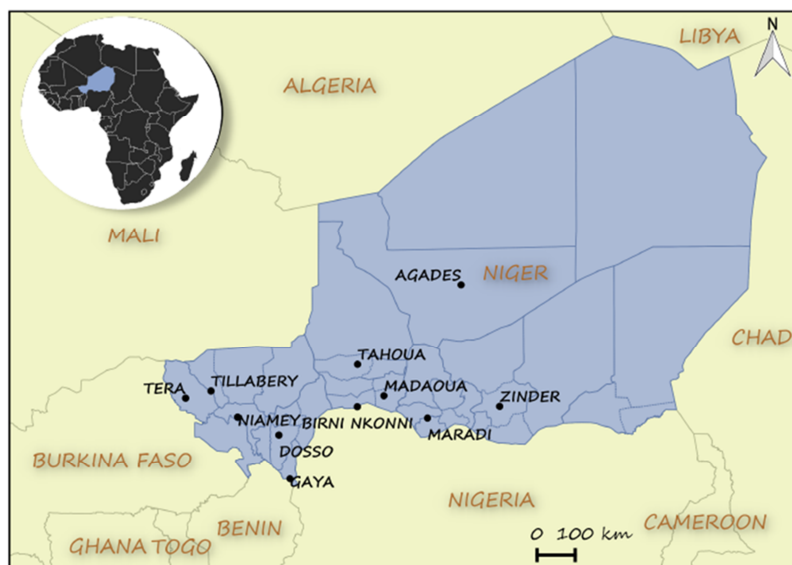 LIBYA
N
ALGERIA
MALI
AGADES
NIGER
CHAD
TAHOUA
TERA
TILLABERY
MADAOUA
ZINDER
NIAMEY
BIRNI NKONNI
MARADI
DOSSO
BURKINA FASO
GAYA
NIGERIA
BENIN
CAMEROON
GHANA
TOGO
0 100 km